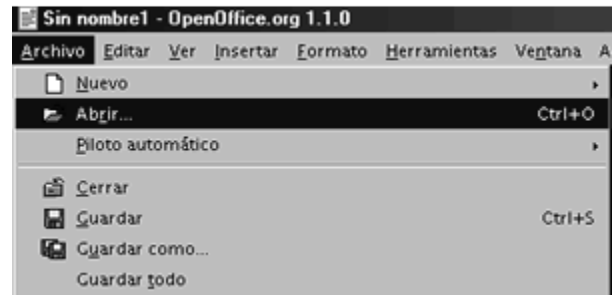 Sin nombre1 - OpenOffice.org 1.1.0
Archivo Editar Ver Insertar Formato Herramientas Ventana A
Nuevo
Abrir... Ctrl+O
Piloto automático
Cerrar
Guardar Ctrl+S
Guardar como...
Guardar todo